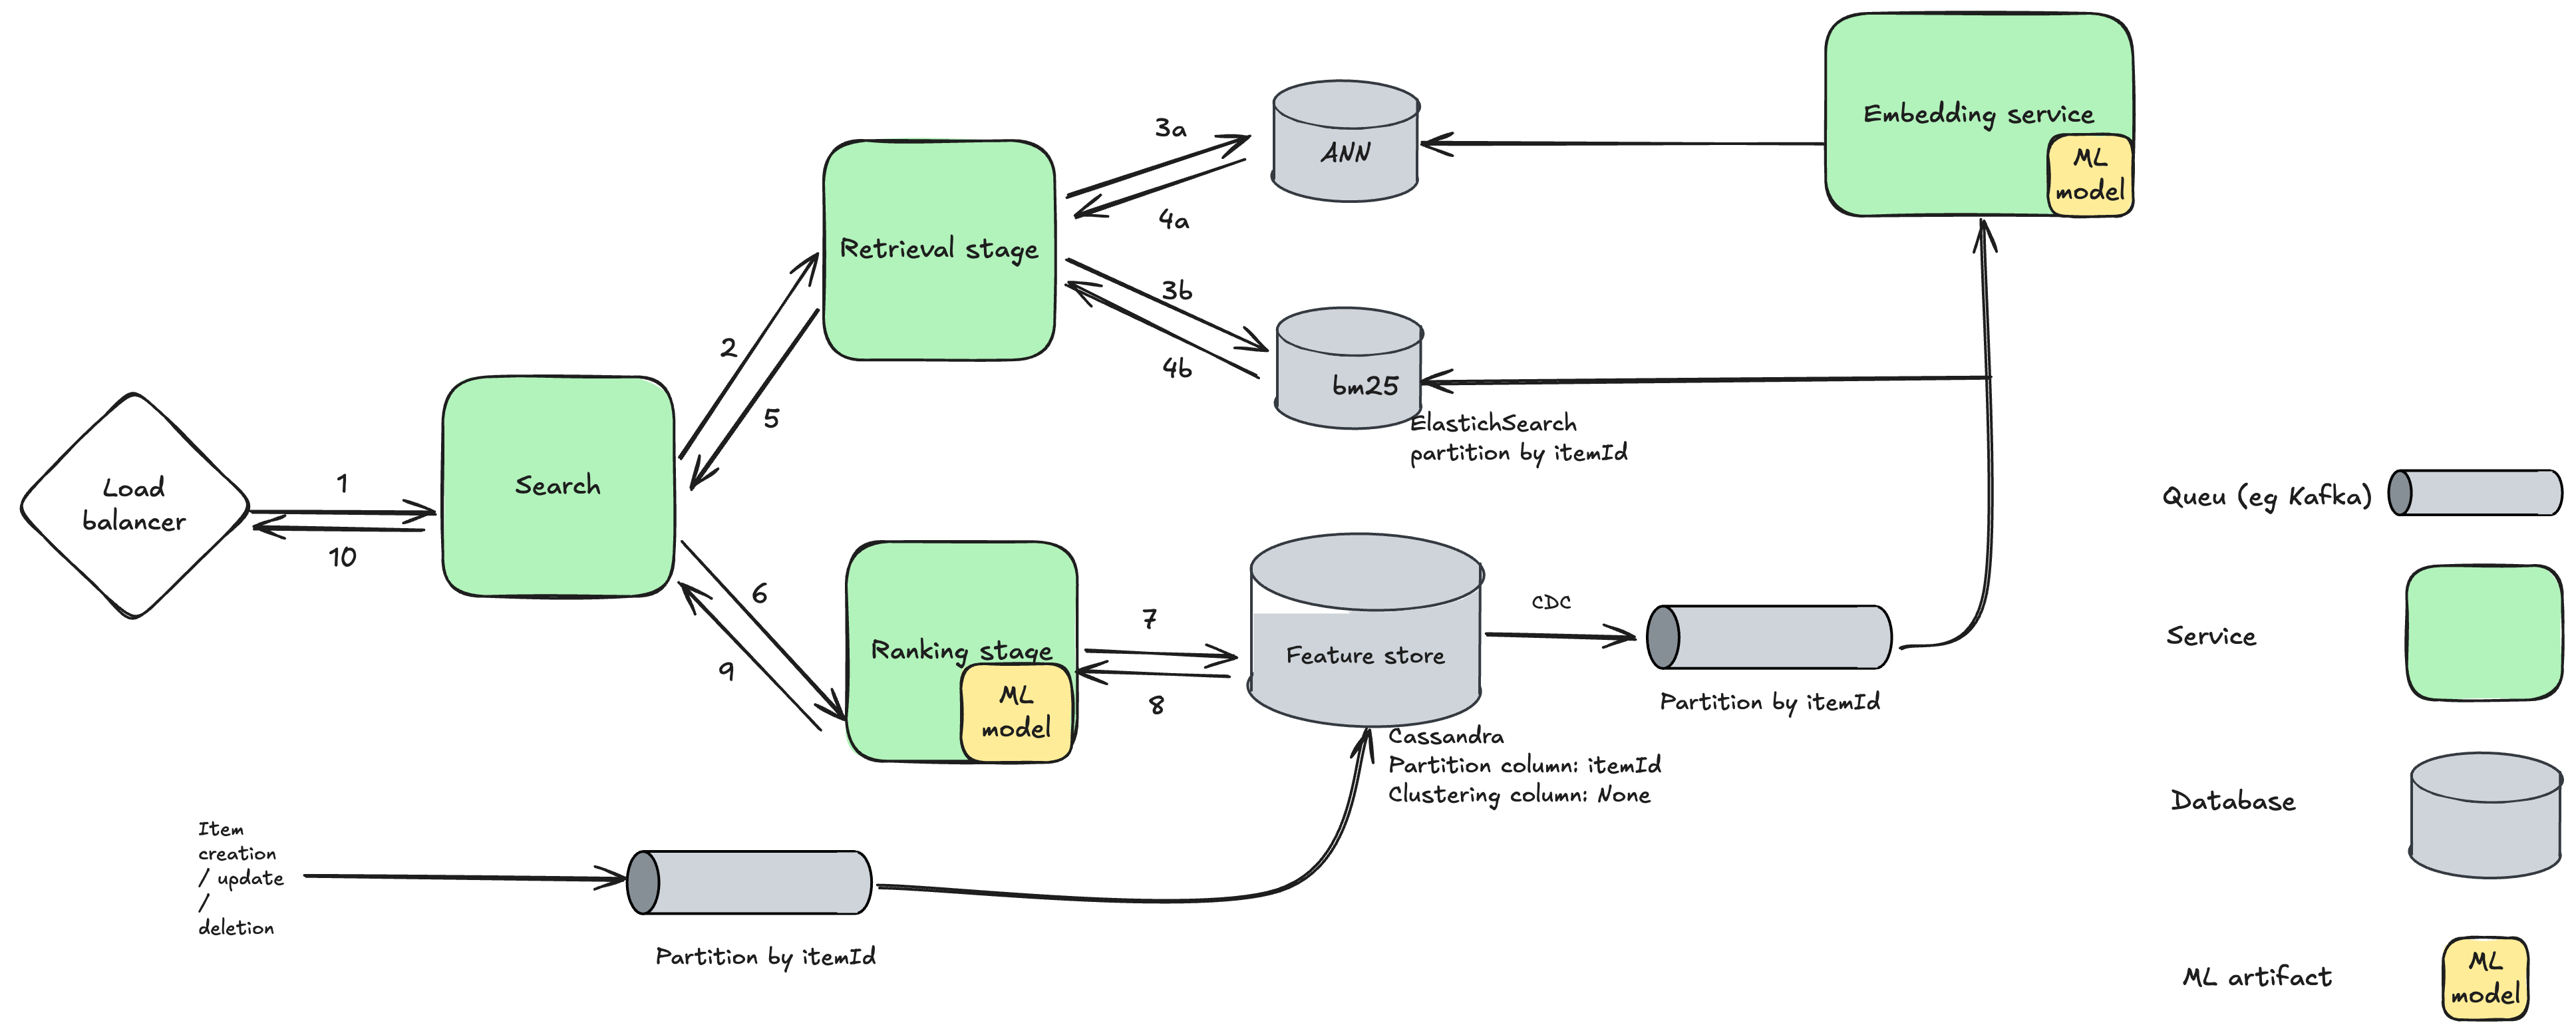 Embedding service
ML
model
3a
ANN
4a
Retrieval stage
3b
4b
bm25
ElastichSearch
partition by itemId
2
5
Load
balancer
1
10
Search
6
9
Ranking stage
ML
model
7
8
Feature store
Cassandra
Partition column: itemId
Clustering column: None
CDC
Partition by itemId
Item
creation
/ update
/
deletion
Partition by itemId
Queu (eg Kafka)
Service
Database
ML artifact
ML
model